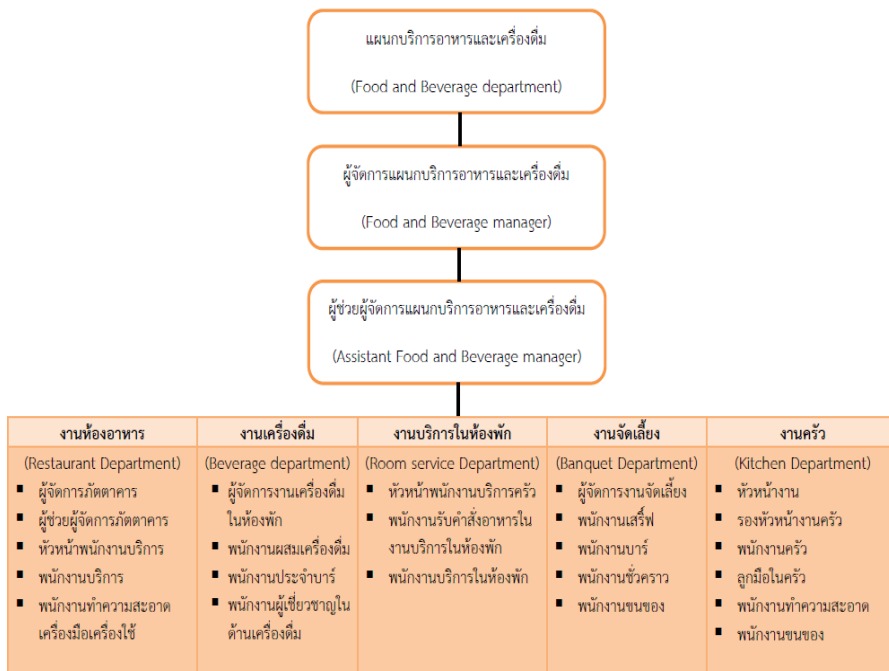 แผนกบริการอาหารและเครื่องดื่ม
(Food and Beverage department)
ผู้จัดการแผนกบริการอาหารและเครื่องดื่ม
(Food and Beverage manager)
ผู้ช่วยผู้จัดการแผนกบริการอาหารและเครื่องดื่ม
(Assistant Food and Beverage manager)
งานห้องอาหาร
(Restaurant Department)
▪ ผู้จัดการภัตตาคาร
▪ ผู้ช่วยผู้จัดการภัตตาคาร
▪ หัวหน้าพนักงานบริการ
▪ พนักงานบริการ
▪ พนักงานทำความสะอาด
เครื่องมือเครื่องใช้
งานเครื่องดื่ม
(Beverage department)
▪ ผู้จัดการงานเครื่องดื่ม
ในห้องพัก
▪ พนักงานผสมเครื่องดื่ม
▪ พนักงานประจำบาร์
▪ พนักงานผู้เชี่ยวชาญใน
ด้านเครื่องดื่ม
งานบริการในห้องพัก
(Room service Department)
▪ หัวหน้าพนักงานบริการครัว
▪ พนักงานรับคำสั่งอาหารใน
งานบริการในห้องพัก
▪ พนักงานบริการในห้องพัก
งานจัดเลี้ยง
(Banquet Department)
▪ ผู้จัดการงานจัดเลี้ยง
▪ พนักงานเสริ์ฟ
▪ พนักงานบาร์
▪ พนักงานชั่วคราว
▪ พนักงานขนของ
งานครัว
(Kitchen Department)
▪ หัวหน้างาน
▪ รองหัวหน้างานครัว
▪ พนักงานครัว
▪ ลูกมือในครัว
▪ พนักงานทำความสะอาด
▪ พนักงานขนของ